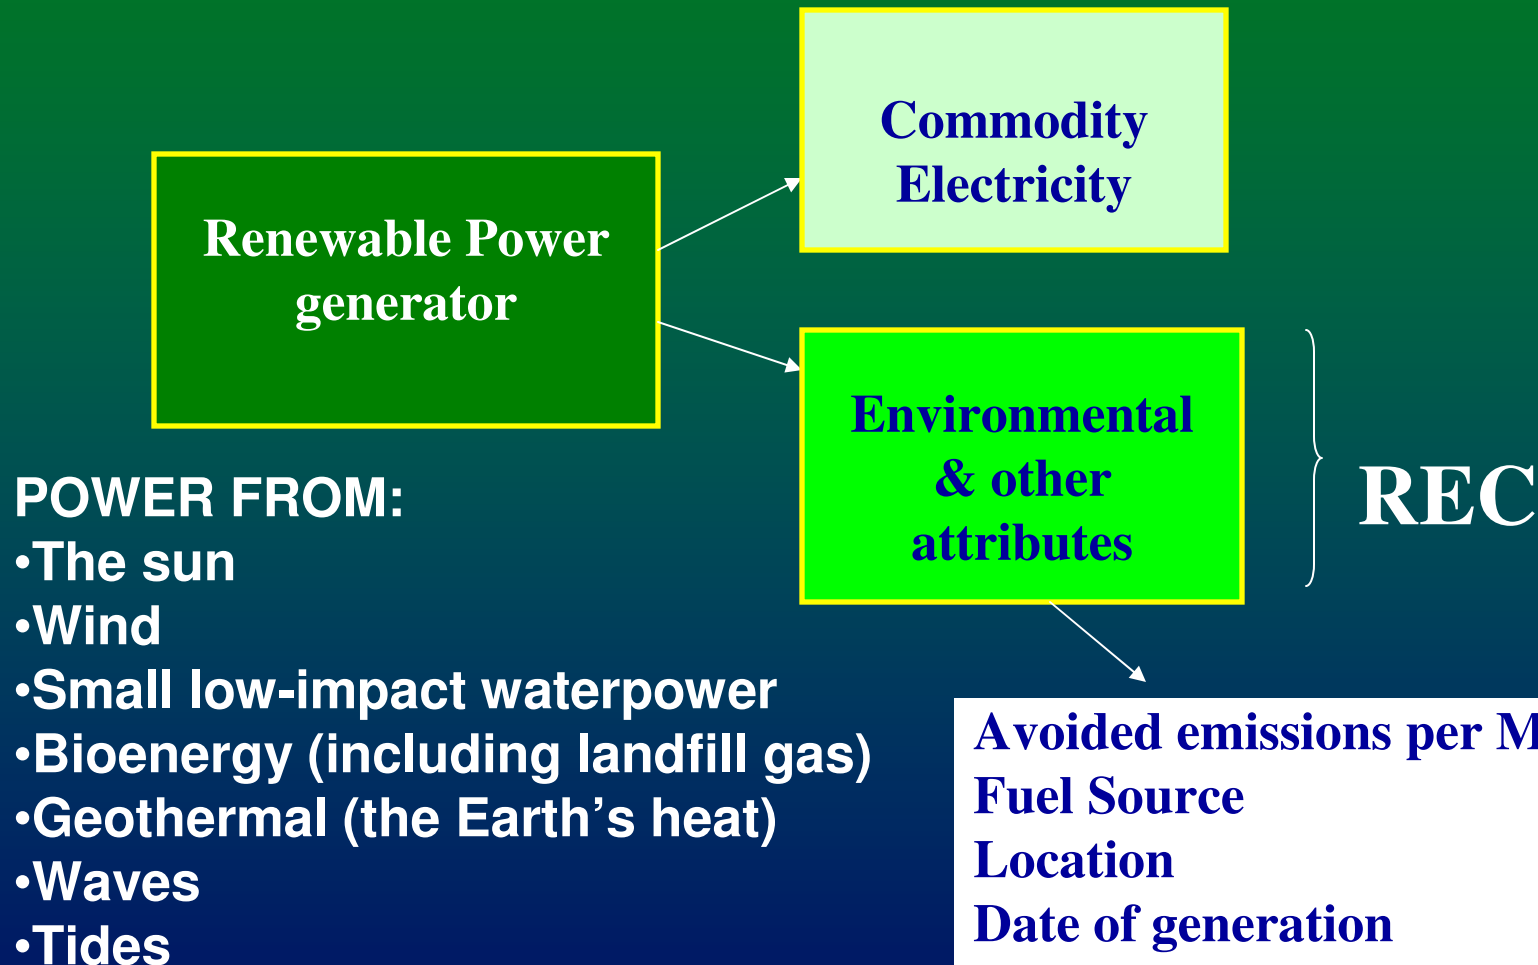 Commodity
Electricity
Renewable Power
generator
Environmental
& other
attributes
REC
POWER FROM:
•The sun
•Wind
•Small low-impact waterpower
•Bioenergy (including landfill gas)
•Geothermal (the Earth’s heat)
•Waves
•Tides
Avoided emissions per M
Fuel Source
Location
Date of generation